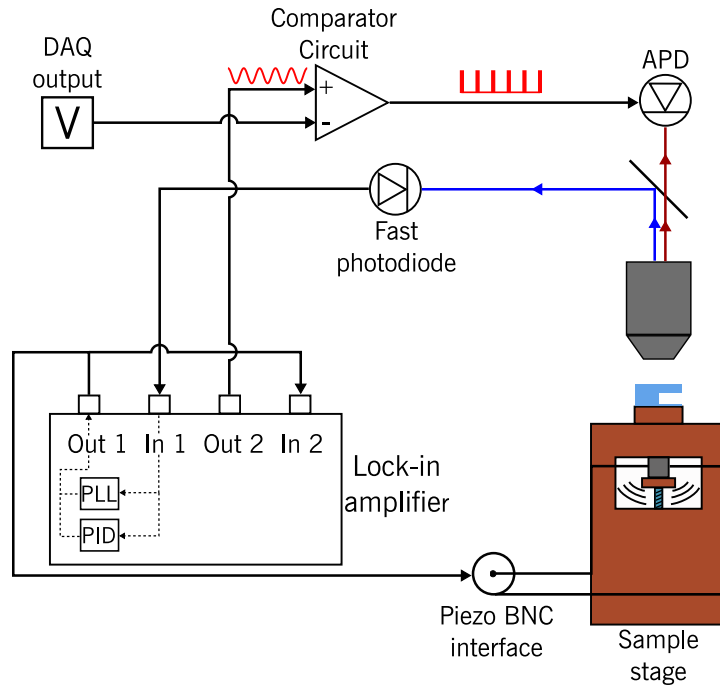 Comparator
Circuit
DAQ
output
APD
V
+
-
Fast
photodiode
Out 1
In 1
Out 2
In 2
PLL
PID
Lock-in
amplifier
Piezo BNC
interface
Sample
stage